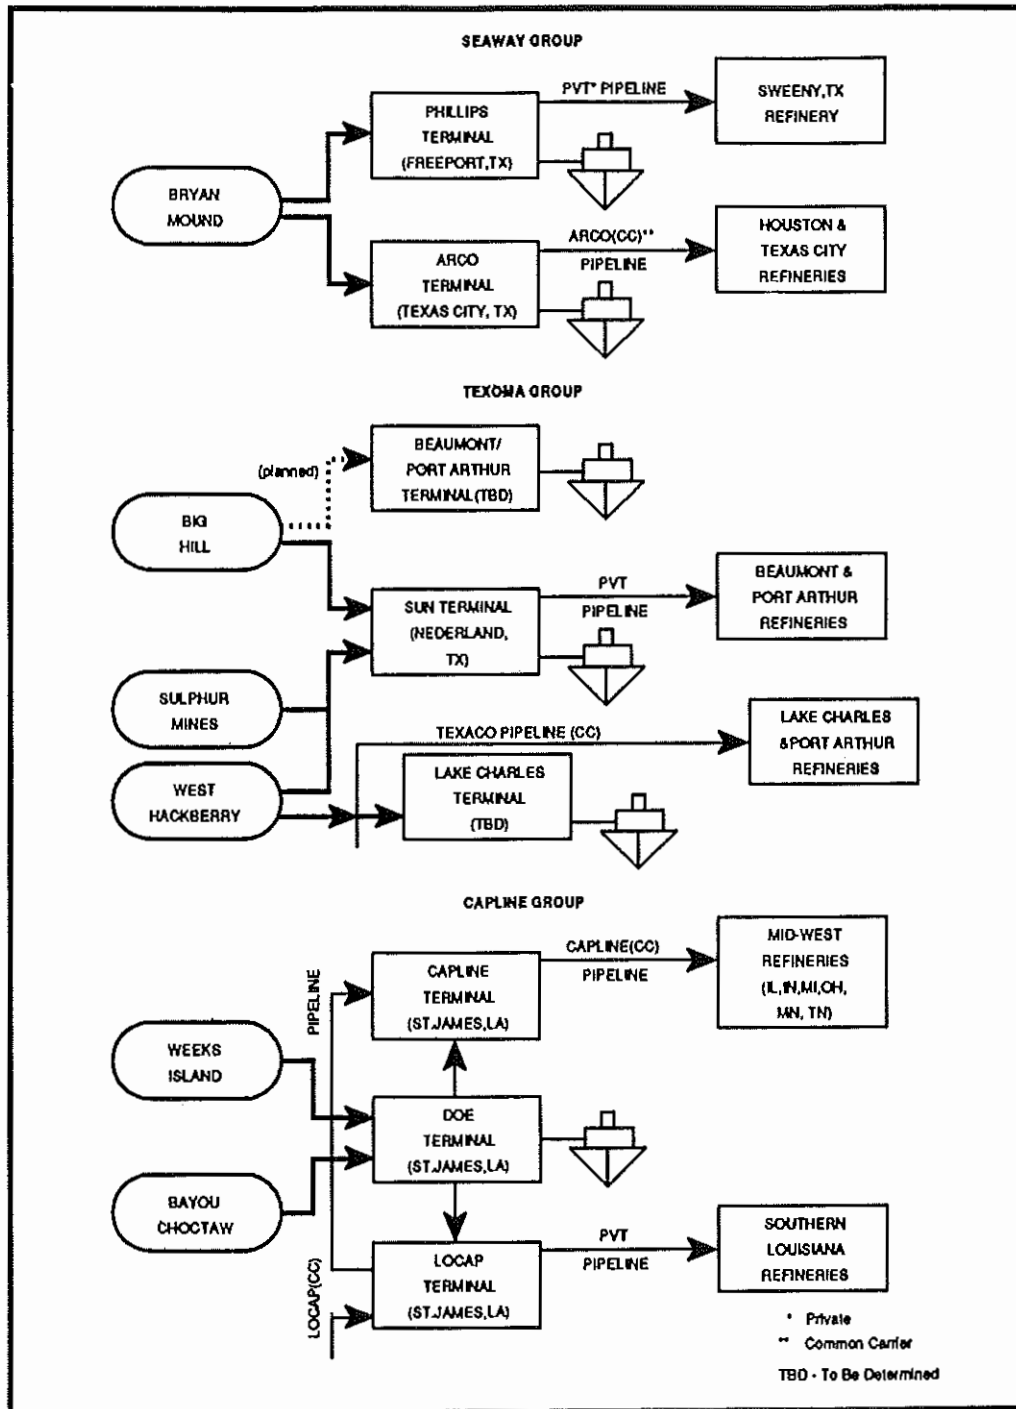 SEAWAY GROUP
BRYAN
MOUND
PHILLIPS
TERMINAL
(FREEPORT,TX)
PVT* PIPELINE
SWEENY,TX
REFINERY
ARCO
TERMINAL
(TEXAS CITY, TX)
ARCO(CC)**
PIPELINE
HOUSTON &
TEXAS CITY
REFINERIES
TEXOMA GROUP
(planned)
BEAUMONT/
PORT ARTHUR
TERMINAL(TBD)
BIG
HILL
SUN TERMINAL
(NEDERLAND,
TX)
PVT
PIPELINE
BEAUMONT &
PORT ARTHUR
REFINERIES
SULPHUR
MINES
WEST
HACKBERRY
TEXACO PIPELINE (CC)
LAKE CHARLES
&PORT ARTHUR
REFINERIES
LAKE CHARLES
TERMINAL
(TBD)
CAPLINE GROUP
PIPELINE
CAPLINE
TERMINAL
(ST.JAMES,LA)
CAPLINE(CC)
PIPELINE
MID-WEST
REFINERIES
(IL,IN,MI,OH,
MN, TN)
WEEKS
ISLAND
DOE
TERMINAL
(ST.JAMES,LA)
BAYOU
CHOCTAW
LOCAP(CC)
LOCAP
TERMINAL
(ST.JAMES,LA)
PVT
PIPELINE
SOUTHERN
LOUISIANA
REFINERIES
* Private
** Common Carrier
TBD - To Be Determined